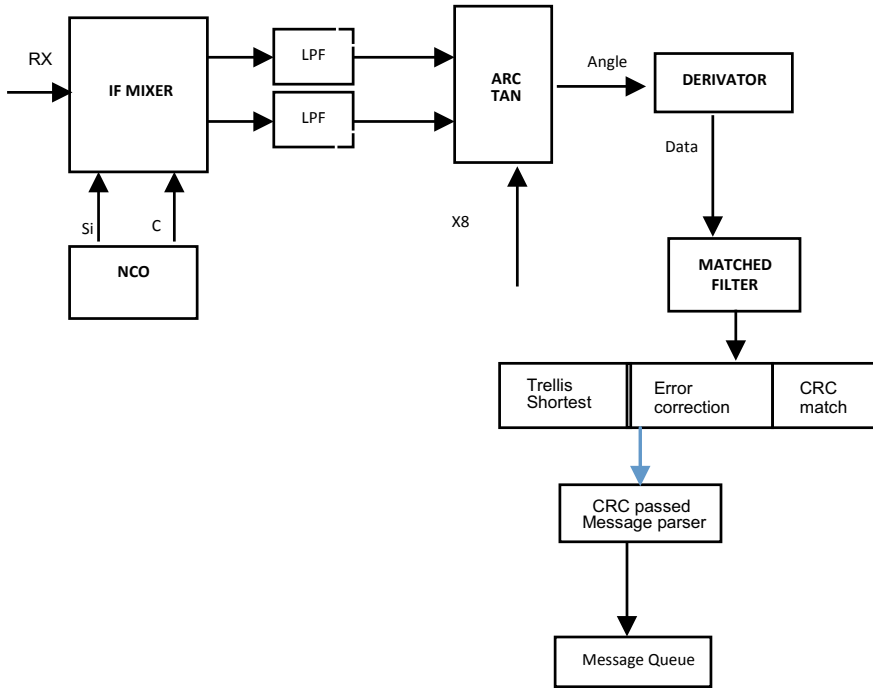 RX
IF MIXER
LPF
LPF
ARC
TAN
Angle
DERIVATOR
Data
Si
C
X8
NCO
MATCHED
FILTER
Trellis
Shortest
Error
correction
CRC
match
CRC passed
Message parser
Message Queue